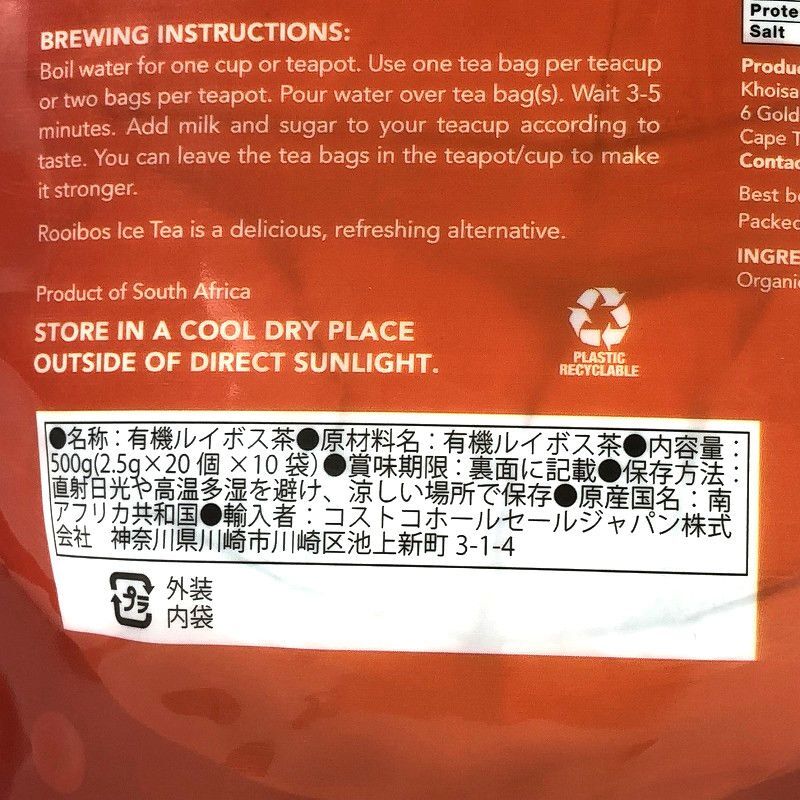 BREWING INSTRUCTIONS:
Boil water for one cup or teapot. Use one tea bag per teacup
or two bags per teapot. Pour water over tea bag(s). Wait 3-5
minutes. Add milk and sugar to your teacup according to
taste. You can leave the tea bags in the teapot/cup to make
it stronger.
Rooibos Ice Tea is a delicious, refreshing alternative.
Product of South Africa
STORE IN A COOL DRY PLACE
OUTSIDE OF DIRECT SUNLIGHT.
PLASTIC
RECYCLABLE
Prote
Salt
Produ
Khoisa
6 Gold
Cape T
Contac
Best be
Packed
INGRE
Organi
●名称：有機ルイボス茶●原材料名：有機ルイボス茶●内容量：
500g(2.5g×20個 ×10袋)●賞味期限：裏面に記載●保存方法：
直射日光や高温多湿を避け、涼しい場所で保存●原産国名：南
アフリカ共和国●輸入者：コストコホールセールジャパン株式
会社 神奈川県川崎市川崎区池上新町 3-1-4
プラ
外装
内袋